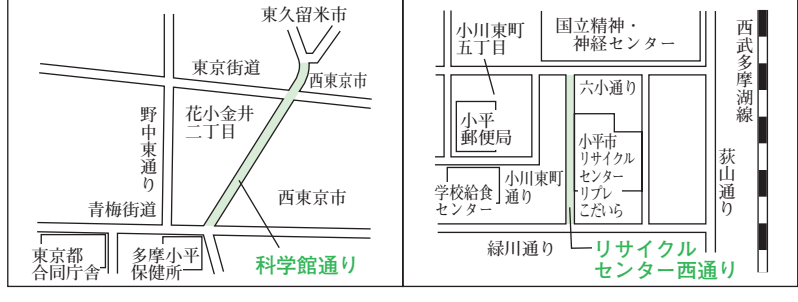 東久留米市
東京街道
西東京市
花小金井
二丁目
野中東通り
西東京市
青梅街道
東京都
合同庁舎
多摩小平
保健所
科学館通り
小川東町
五丁目
国立精神・
神経センター
西武多摩湖線
六小通り
小平
郵便局
小平市
リサイクル
センター
リプレ
こだいら
荻山通り
小川東町
通り
学校給食
センター
緑川通り
リサイクル
センター西通り